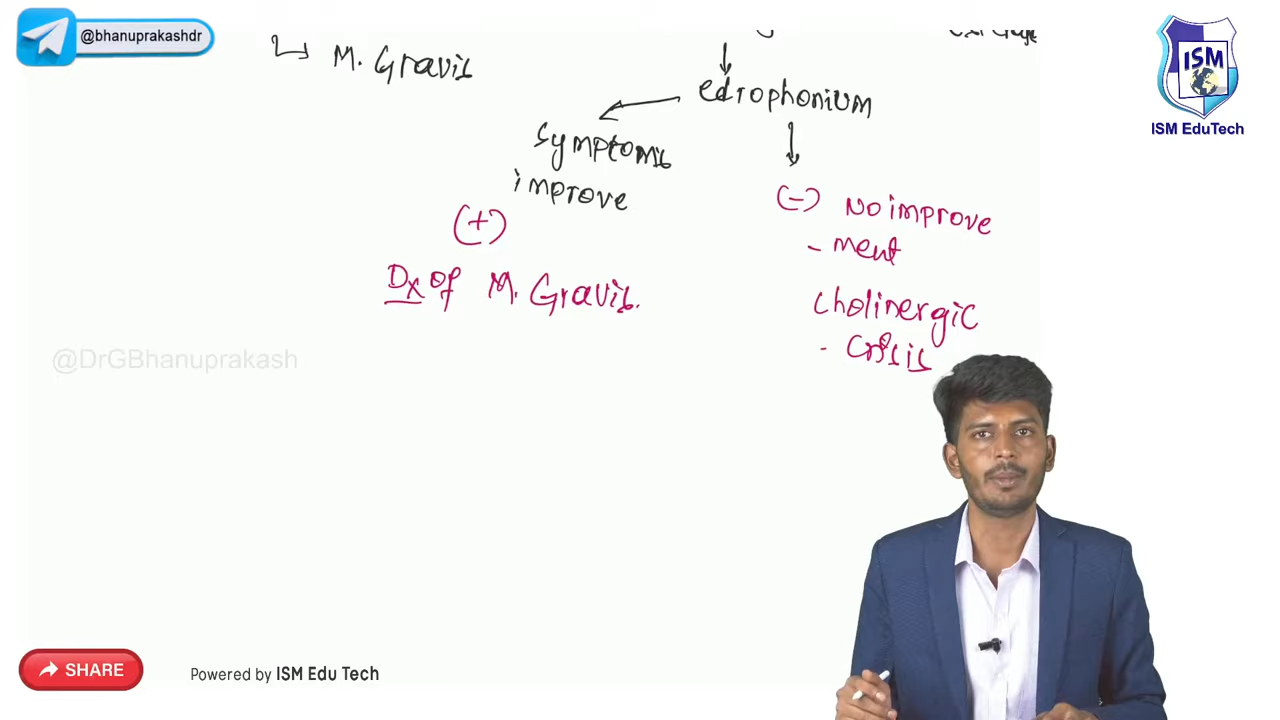 @bhanuprakashdr
ISM
ISM EduTech
M. Gravis
edrophonium
symptoms
improve
(+)
Dx of M. Gravis.
(-) No improve
- ment
Cholinergic
- Crisis
@DrGBhanuprakash
SHARE
Powered by ISM Edu Tech